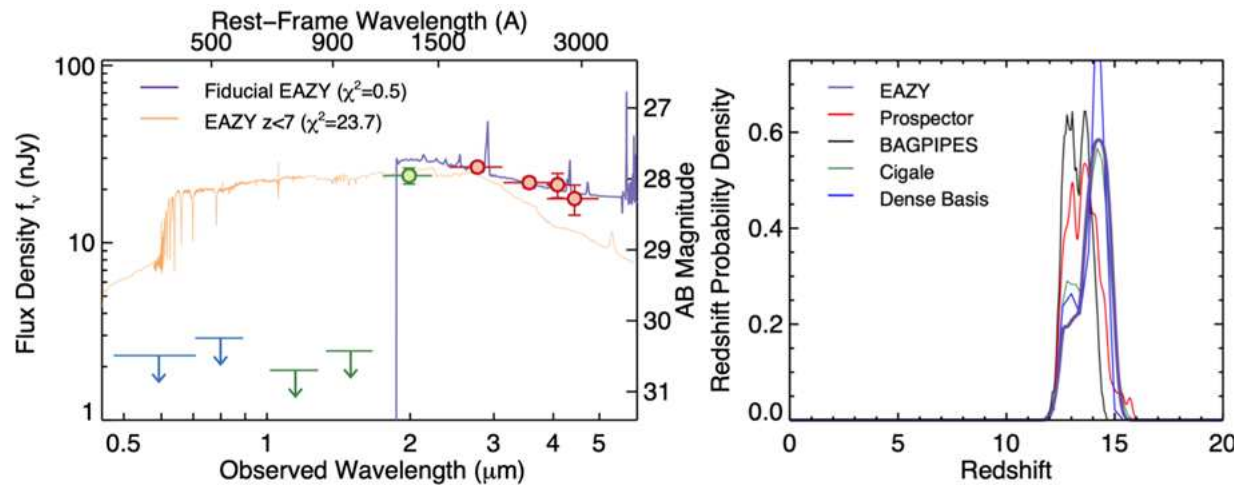 Rest-Frame Wavelength (A)
500 900 1500 3000
100
10
1
Flux Density fν (nJy)
Fiducial EAZY (χ²=0.5)
EAZY z<7 (χ²=23.7)
27
28
29
30
31
AB Magnitude
0.5 1 2 3 4 5
Observed Wavelength (μm)
Redshift Probability Density
0.6
0.4
0.2
0.0
EAZY
Prospector
BAGPIPES
Cigale
Dense Basis
0 5 10 15 20
Redshift